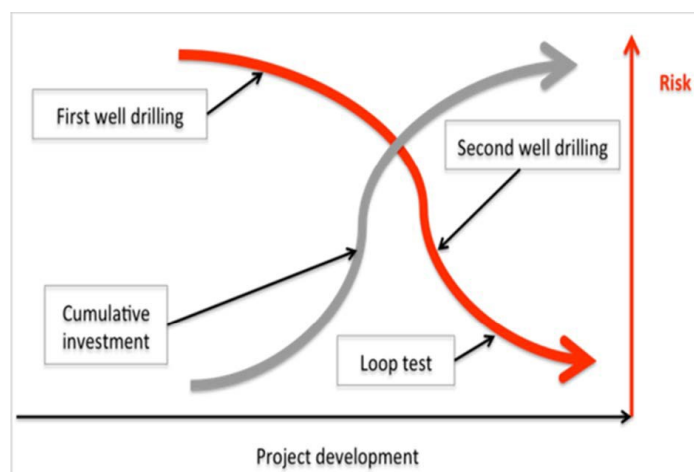 Risk
First well drilling
Second well drilling
Cumulative
investment
Loop test
Project development